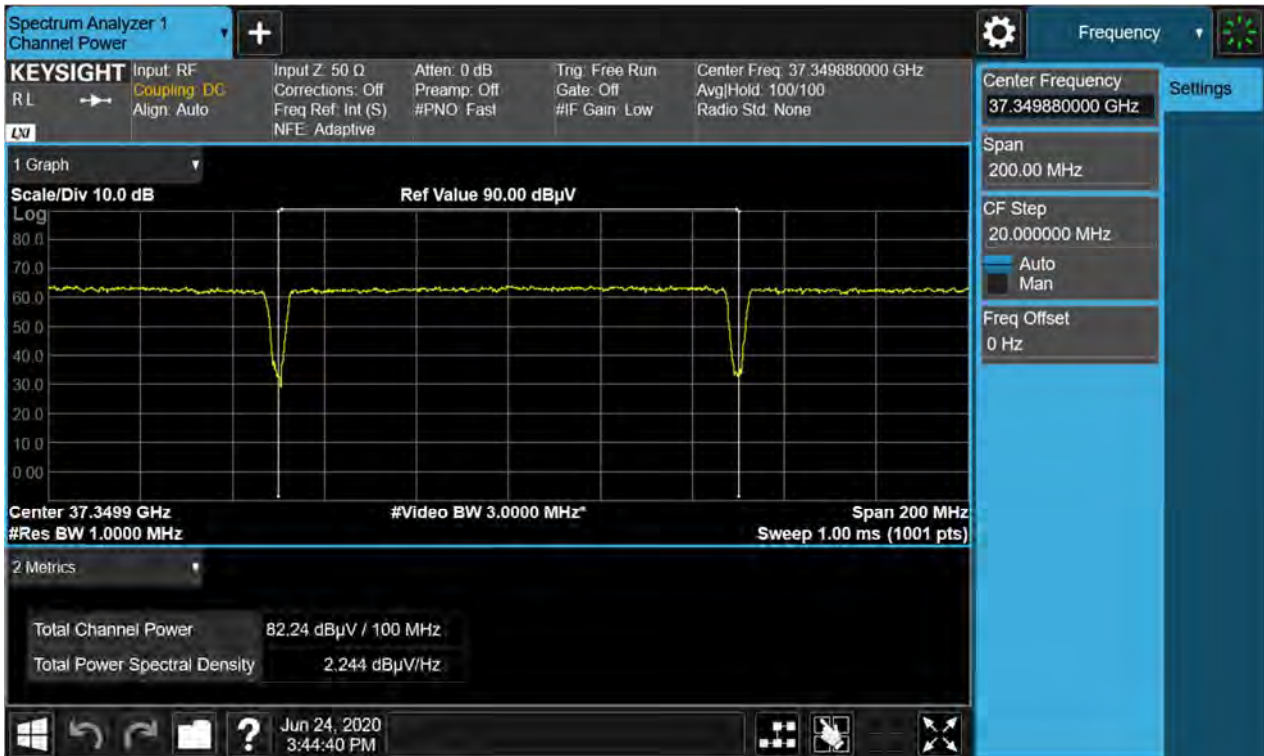 Spectrum Analyzer 1
Channel Power
Frequency
KEYSIGHT
R L
LXI
Input: RF
Coupling: DC
Align: Auto
Input Z: 50 Ω
Corrections: Off
Freq Ref: Int (S)
NFE: Adaptive
Atten: 0 dB
Preamp: Off
#PNO: Fast
Trig: Free Run
Gate: Off
#IF Gain: Low
Center Freq: 37.349880000 GHz
Avg|Hold: 100/100
Radio Std: None
1 Graph
Scale/Div 10.0 dB
Ref Value 90.00 dBµV
Log
80.0
70.0
60.0
50.0
40.0
30.0
20.0
10.0
0.00
Center 37.3499 GHz
#Video BW 3.0000 MHz*
Span 200 MHz
#Res BW 1.0000 MHz
Sweep 1.00 ms (1001 pts)
2 Metrics
Total Channel Power 82.24 dBµV / 100 MHz
Total Power Spectral Density 2.244 dBµV/Hz
?
Jun 24, 2020
3:44:40 PM
Center Frequency
37.349880000 GHz
Span
200.00 MHz
CF Step
20.000000 MHz
Auto
Man
Freq Offset
0 Hz
Settings